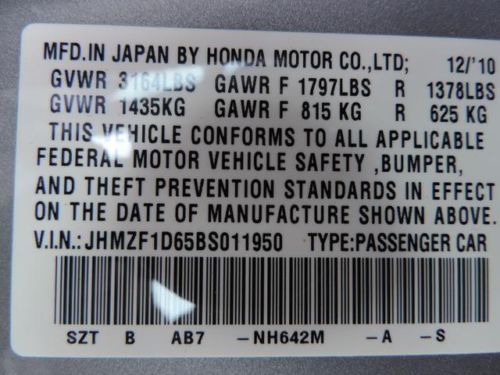 MFD.IN JAPAN BY HONDA MOTOR CO.,LTD; 12/'10
GVWR 3164LBS GAWR F 1797LBS R 1378LBS
GVWR 1435KG GAWR F 815 KG R 625 KG
THIS VEHICLE CONFORMS TO ALL APPLICABLE
FEDERAL MOTOR VEHICLE SAFETY ,BUMPER,
AND THEFT PREVENTION STANDARDS IN EFFECT
ON THE DATE OF MANUFACTURE SHOWN ABOVE.
V.I.N.: JHMZF1D65BS011950 TYPE:PASSENGER CAR
SZT B AB7 -NH642M -A -S